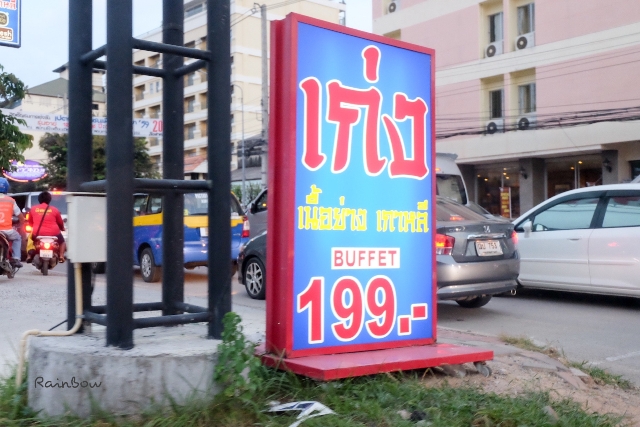 เก่ง
เนื้อย่าง เกาหลี
BUFFET
199.-
Rainbow